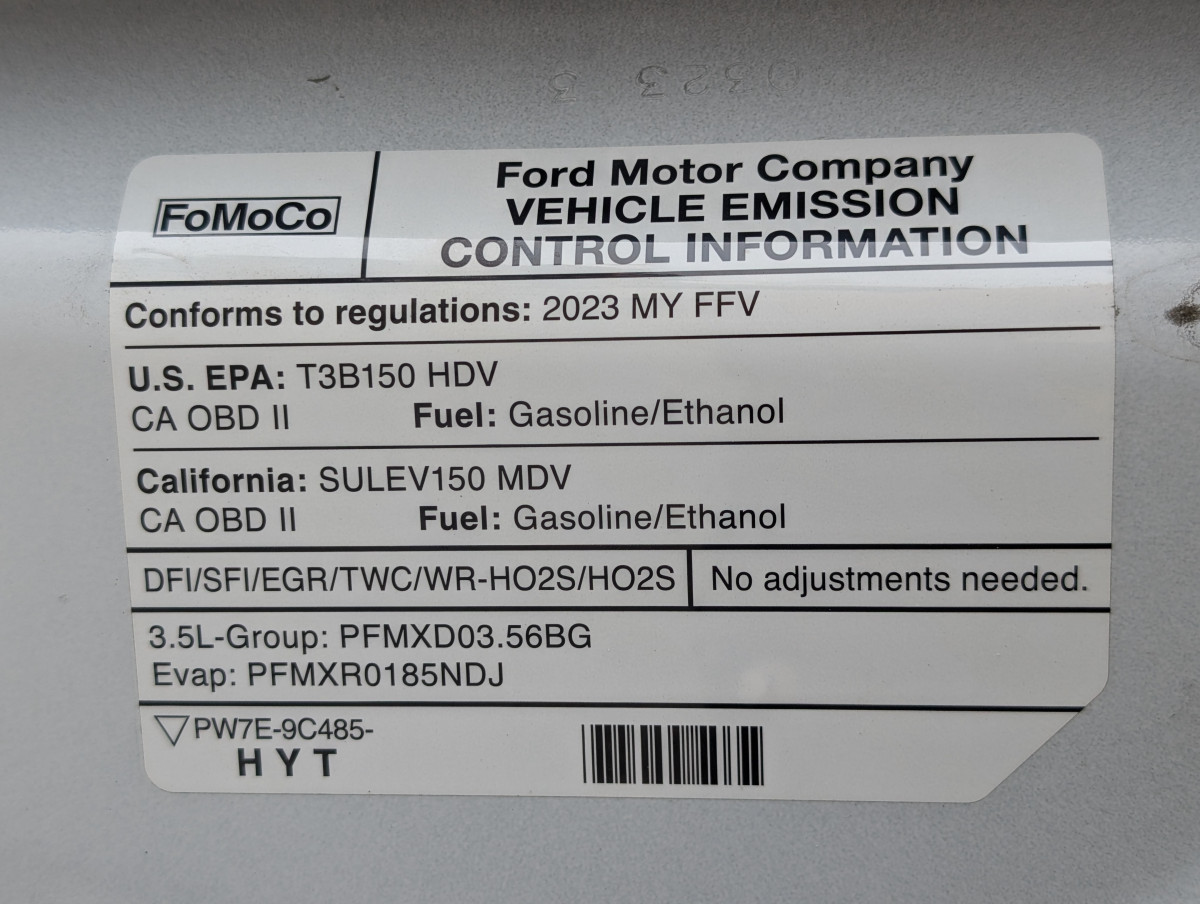 FoMoCo
Ford Motor Company
VEHICLE EMISSION
CONTROL INFORMATION
Conforms to regulations: 2023 MY FFV
U.S. EPA: T3B150 HDV
CA OBD II Fuel: Gasoline/Ethanol
California: SULEV150 MDV
CA OBD II Fuel: Gasoline/Ethanol
DFI/SFI/EGR/TWC/WR-HO2S/HO2S No adjustments needed.
3.5L-Group: PFMXD03.56BG
Evap: PFMXR0185NDJ
PW7E-9C485-
HYT